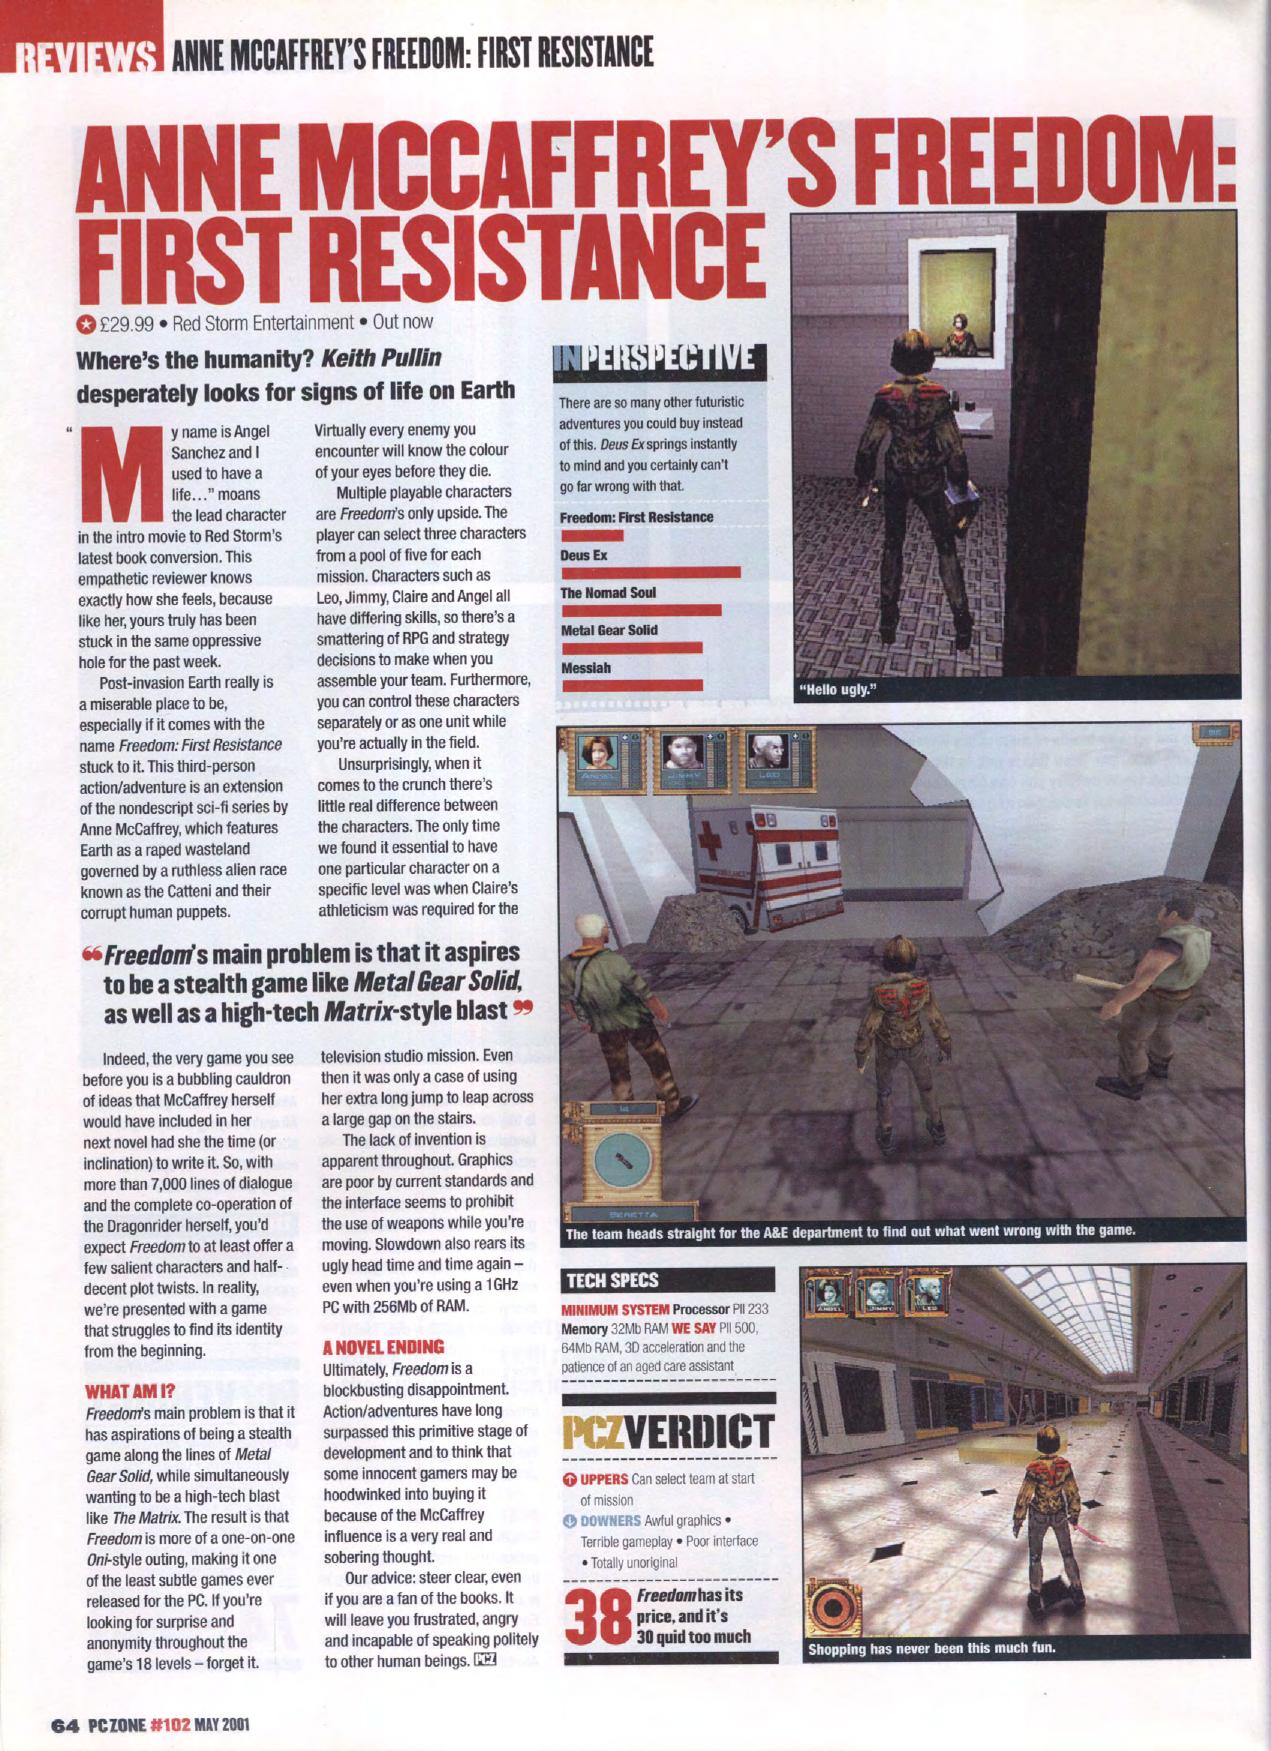 REVIEWS ANNE MCCAFFREY'S FREEDOM: FIRST RESISTANCE
ANNE MCCAFFREY'S FREEDOM:
FIRST RESISTANCE
£29.99 • Red Storm Entertainment • Out now
Where's the humanity? Keith Pullin
desperately looks for signs of life on Earth
"My name is Angel
Sanchez and I
used to have a
life..." moans
the lead character
in the intro movie to Red Storm's
latest book conversion. This
empathetic reviewer knows
exactly how she feels, because
like her, yours truly has been
stuck in the same oppressive
hole for the past week.
Post-invasion Earth really is
a miserable place to be,
especially if it comes with the
name Freedom: First Resistance
stuck to it. This third-person
action/adventure is an extension
of the nondescript sci-fi series by
Anne McCaffrey, which features
Earth as a raped wasteland
governed by a ruthless alien race
known as the Catteni and their
corrupt human puppets.
Virtually every enemy you
encounter will know the colour
of your eyes before they die.
Multiple playable characters
are Freedom's only upside. The
player can select three characters
from a pool of five for each
mission. Characters such as
Leo, Jimmy, Claire and Angel all
have differing skills, so there's a
smattering of RPG and strategy
decisions to make when you
assemble your team. Furthermore,
you can control these characters
separately or as one unit while
you're actually in the field.
Unsurprisingly, when it
comes to the crunch there's
little real difference between
the characters. The only time
we found it essential to have
one particular character on a
specific level was when Claire's
athleticism was required for the
“Freedom's main problem is that it aspires
to be a stealth game like Metal Gear Solid,
as well as a high-tech Matrix-style blast”
Indeed, the very game you see
before you is a bubbling cauldron
of ideas that McCaffrey herself
would have included in her
next novel had she the time (or
inclination) to write it. So, with
more than 7,000 lines of dialogue
and the complete co-operation of
the Dragonrider herself, you'd
expect Freedom to at least offer a
few salient characters and half-
decent plot twists. In reality,
we're presented with a game
that struggles to find its identity
from the beginning.
WHAT AM I?
Freedom's main problem is that it
has aspirations of being a stealth
game along the lines of Metal
Gear Solid, while simultaneously
wanting to be a high-tech blast
like The Matrix. The result is that
Freedom is more of a one-on-one
Oni-style outing, making it one
of the least subtle games ever
released for the PC. If you're
looking for surprise and
anonymity throughout the
game's 18 levels – forget it.
television studio mission. Even
then it was only a case of using
her extra long jump to leap across
a large gap on the stairs.
The lack of invention is
apparent throughout. Graphics
are poor by current standards and
the interface seems to prohibit
the use of weapons while you're
moving. Slowdown also rears its
ugly head time and time again –
even when you're using a 1GHz
PC with 256Mb of RAM.
A NOVEL ENDING
Ultimately, Freedom is a
blockbusting disappointment.
Action/adventures have long
surpassed this primitive stage of
development and to think that
some innocent gamers may be
hoodwinked into buying it
because of the McCaffrey
influence is a very real and
sobering thought.
Our advice: steer clear, even
if you are a fan of the books. It
will leave you frustrated, angry
and incapable of speaking politely
to other human beings. PCZ
INPERSPECTIVE
There are so many other futuristic
adventures you could buy instead
of this. Deus Ex springs instantly
to mind and you certainly can't
go far wrong with that.
Freedom: First Resistance
Deus Ex
The Nomad Soul
Metal Gear Solid
Messiah
"Hello ugly."
ANGEL JIMMY LEO
AMBULANCE
BERETTA
The team heads straight for the A&E department to find out what went wrong with the game.
TECH SPECS
MINIMUM SYSTEM Processor PII 233
Memory 32Mb RAM WE SAY PII 500,
64Mb RAM, 3D acceleration and the
patience of an aged care assistant
PCZVERDICT
UPPERS Can select team at start
of mission
DOWNERS Awful graphics •
Terrible gameplay • Poor interface
• Totally unoriginal
38 Freedom has its
price, and it's
30 quid too much
ANGEL JIMMY LEO
Shopping has never been this much fun.
64 PCZONE #102 MAY 2001